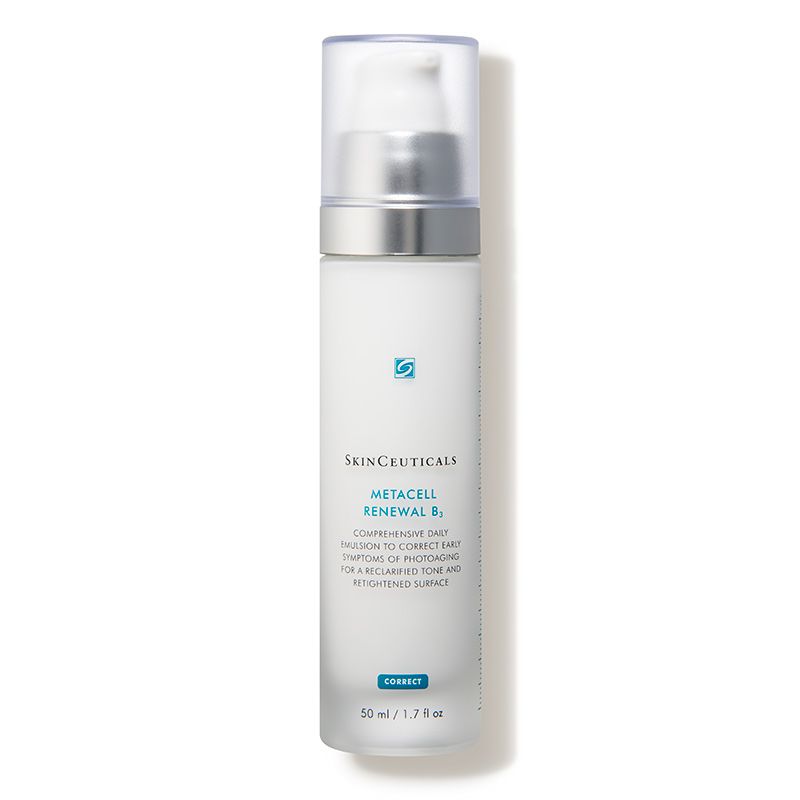 SKINCEUTICALS
METACELL
RENEWAL B₃
COMPREHENSIVE DAILY
EMULSION TO CORRECT EARLY
SYMPTOMS OF PHOTOAGING
FOR A RECLARIFIED TONE AND
RETIGHTENED SURFACE
CORRECT
50 ml / 1.7 fl oz